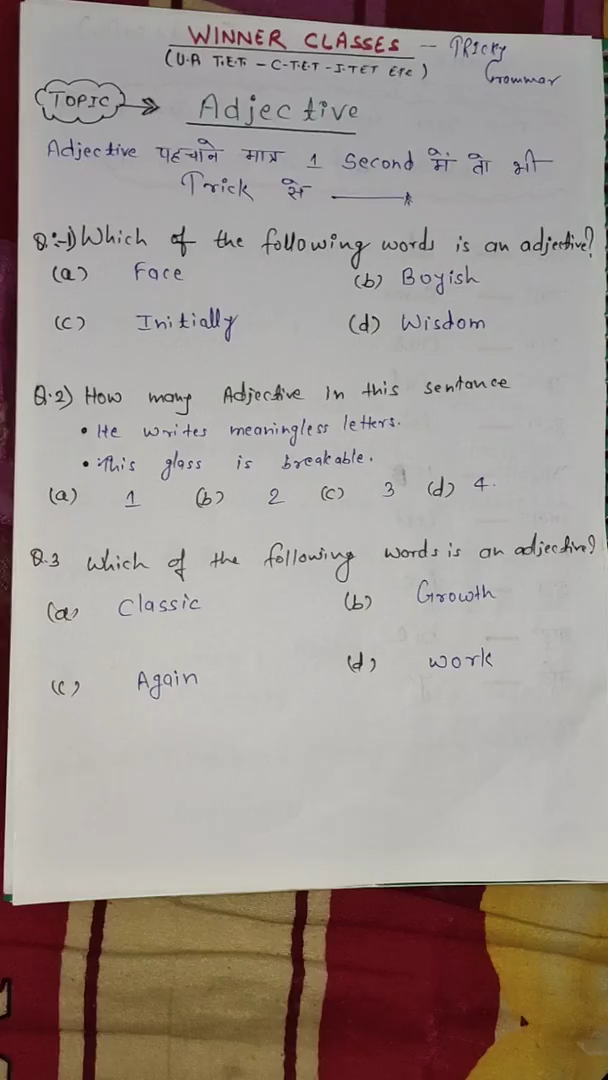 WINNER CLASSES -- TRICKY
(U.P T.E.T. - C-T.E.T - S-TET Etc) Grammar
TOPIC Adjective
Adjective पहचाने मात्र 1 Second में वो भी
Trick से
Q:-1) Which of the following words is an adjective?
(a) Face (b) Boyish
(c) Initially (d) Wisdom
Q.2) How many Adjective in this sentance
• He writes meaningless letters.
• This glass is breakable.
(a) 1 (b) 2 (c) 3 (d) 4.
Q.3 Which of the following words is an adjective?
(a) Classic (b) Growth
(c) Again (d) work